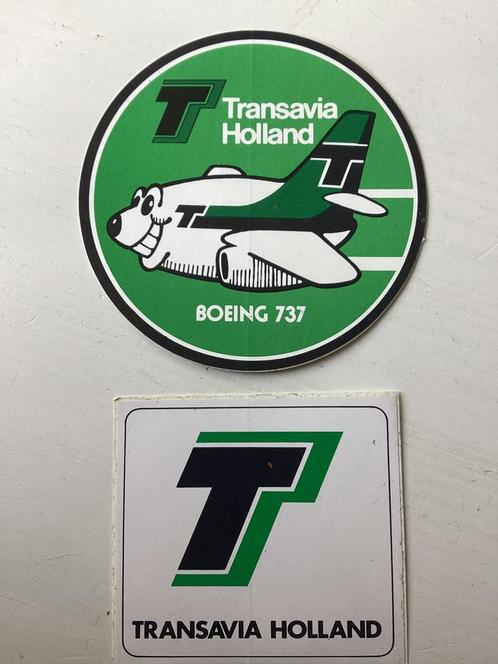 T
Transavia
Holland
T
T
BOEING 737
T
TRANSAVIA HOLLAND